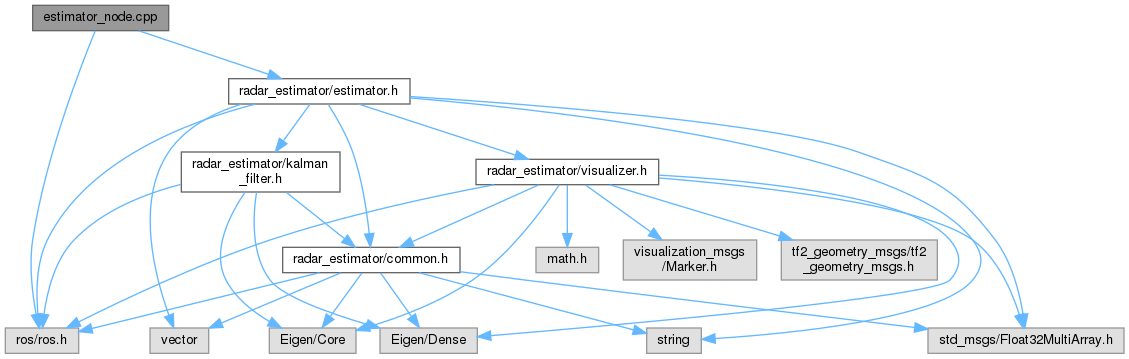 estimator_node.cpp
radar_estimator/estimator.h
radar_estimator/kalman
_filter.h
radar_estimator/visualizer.h
radar_estimator/common.h
math.h
visualization_msgs
/Marker.h
tf2_geometry_msgs/tf2
_geometry_msgs.h
ros/ros.h
vector
Eigen/Core
Eigen/Dense
string
std_msgs/Float32MultiArray.h